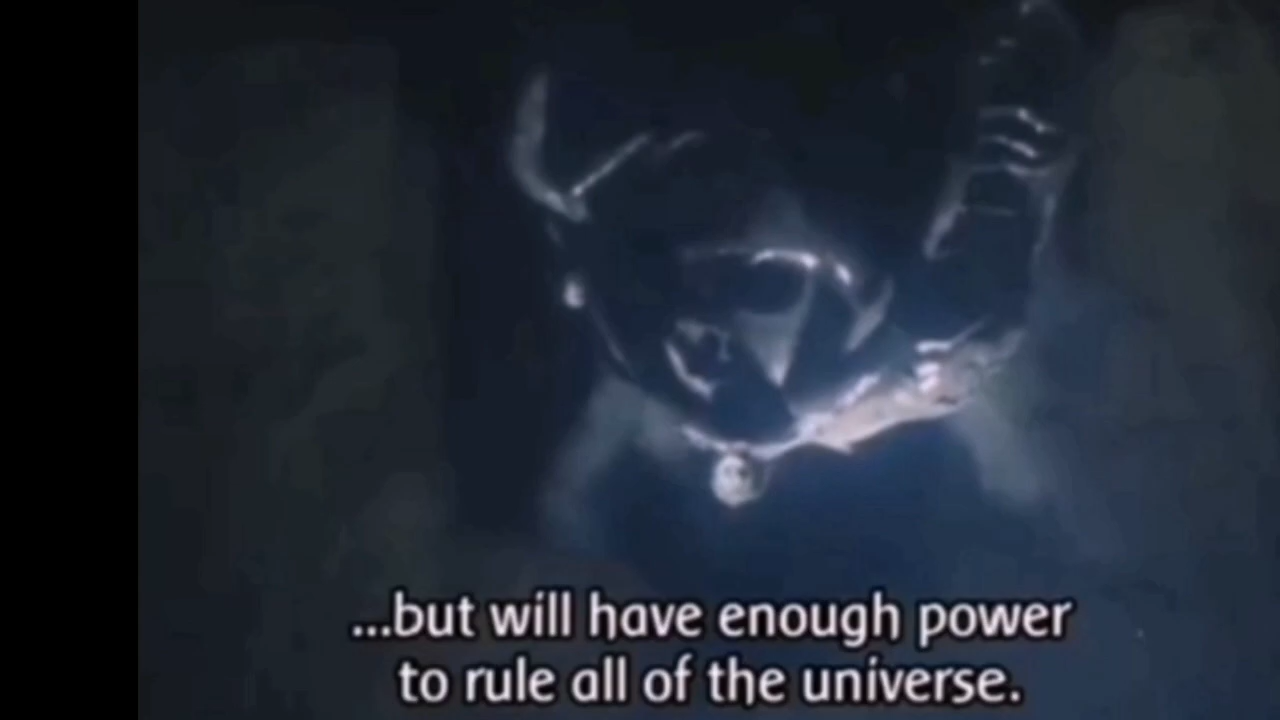 ...but will have enough power
to rule all of the universe.